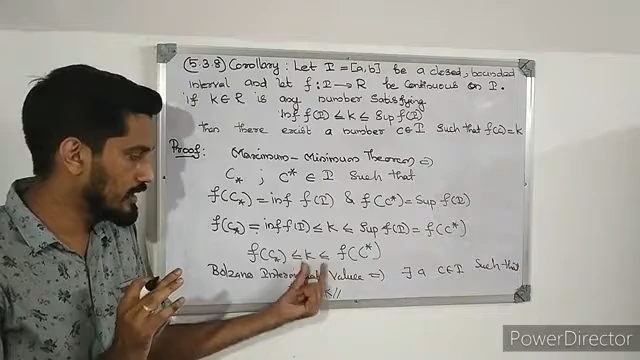 (5.3.8) Corollary: Let I = [a,b] be a closed, bounded
interval and let f: I → R be Continuous on I.
if k ∈ R is any number Satisfying
inf f(I) ≤ k ≤ Sup f(I)
Then there exist a number c ∈ I Such that f(c) = k
Proof: Maximum - Minimum Theorem ⇒
C* ; C* ∈ I Such that
f(C*) = inf f(I) & f(C*) = Sup f(I)
f(C*) = inf f(I) ≤ k ≤ Sup f(I) = f(C*)
f(C*) ≤ k ≤ f(C*)
Bolzano Values ⇒ ∃ a c ∈ I Such that
k //
PowerDirector